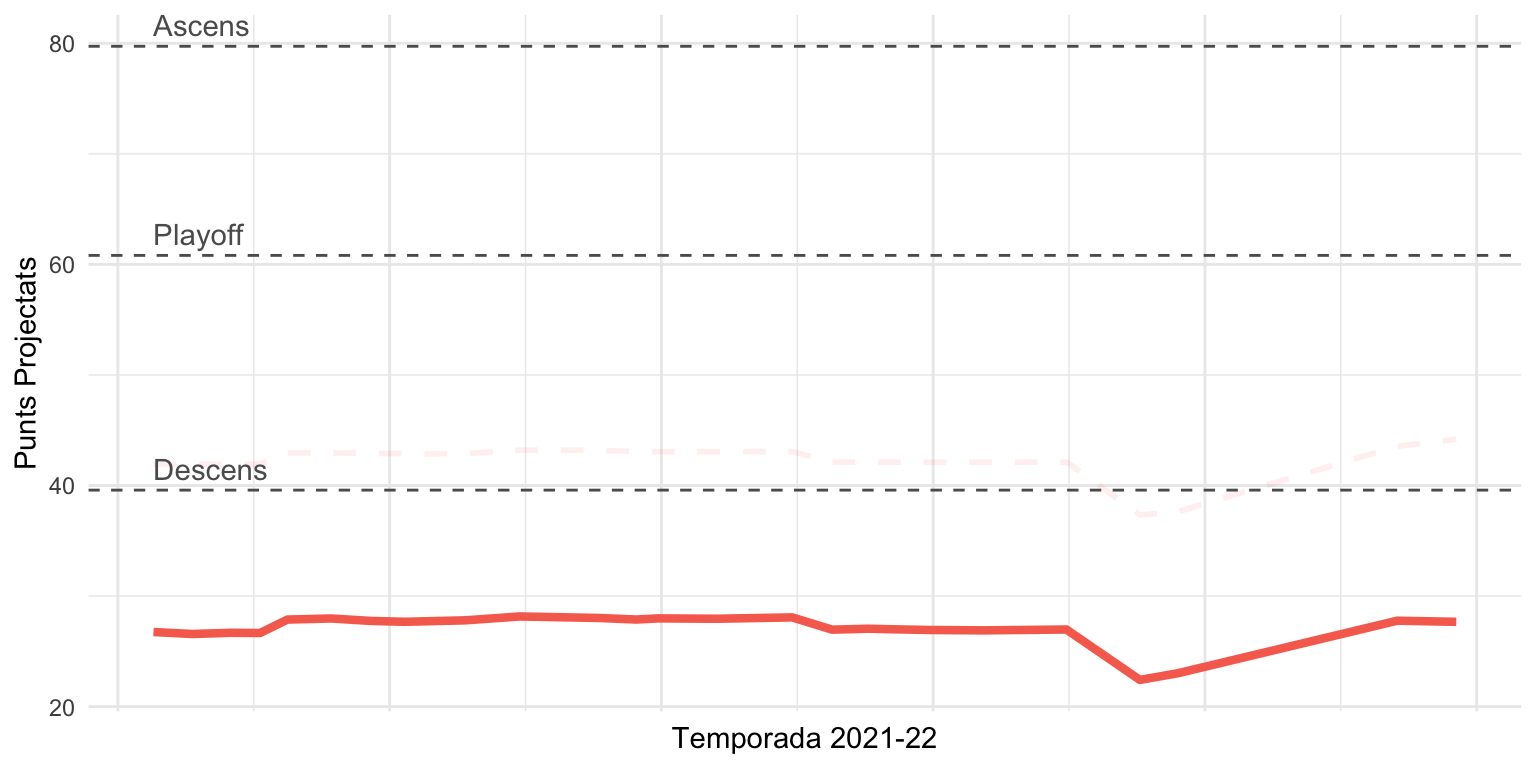 Ascens
80
Playoff
60
Punts Projectats
Descens
40
20
Temporada 2021-22